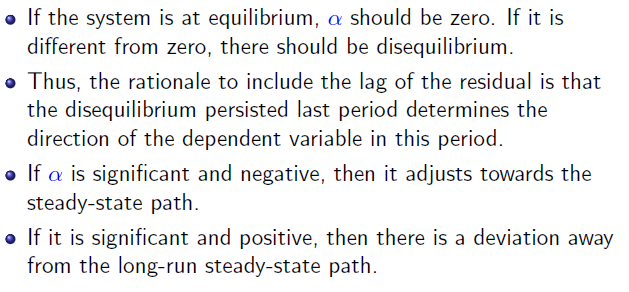 If the system is at equilibrium, α should be zero. If it is
different from zero, there should be disequilibrium.
Thus, the rationale to include the lag of the residual is that
the disequilibrium persisted last period determines the
direction of the dependent variable in this period.
If α is significant and negative, then it adjusts towards the
steady-state path.
If it is significant and positive, then there is a deviation away
from the long-run steady-state path.